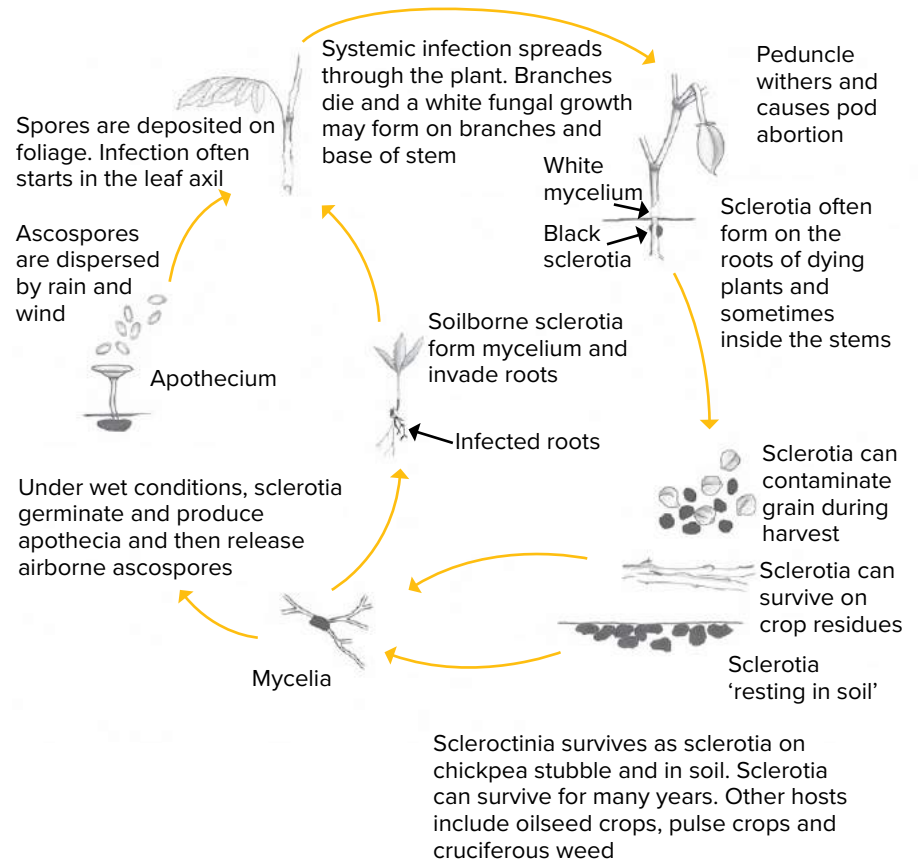 Systemic infection spreads
through the plant. Branches
die and a white fungal growth
may form on branches and
base of stem
Peduncle
withers and
causes pod
abortion
Spores are deposited on
foliage. Infection often
starts in the leaf axil
White
mycelium
Black
sclerotia
Sclerotia often
form on the
roots of dying
plants and
sometimes
inside the stems
Ascospores
are dispersed
by rain and
wind
Apothecium
Soilborne sclerotia
form mycelium and
invade roots
Infected roots
Sclerotia can
contaminate
grain during
harvest
Under wet conditions, sclerotia
germinate and produce
apothecia and then release
airborne ascospores
Sclerotia can
survive on
crop residues
Mycelia
Sclerotia
‘resting in soil’
Scleroctinia survives as sclerotia on
chickpea stubble and in soil. Sclerotia
can survive for many years. Other hosts
include oilseed crops, pulse crops and
cruciferous weed